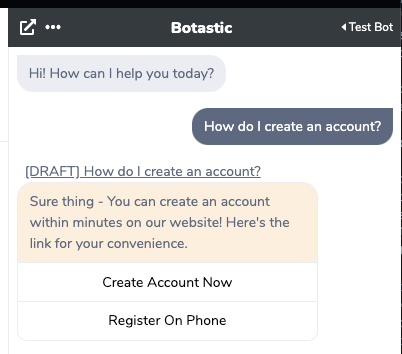 Botastic
Test Bot
Hi! How can I help you today?
How do I create an account?
[DRAFT] How do I create an account?
Sure thing - You can create an account
within minutes on our website! Here's the
link for your convenience.
Create Account Now
Register On Phone